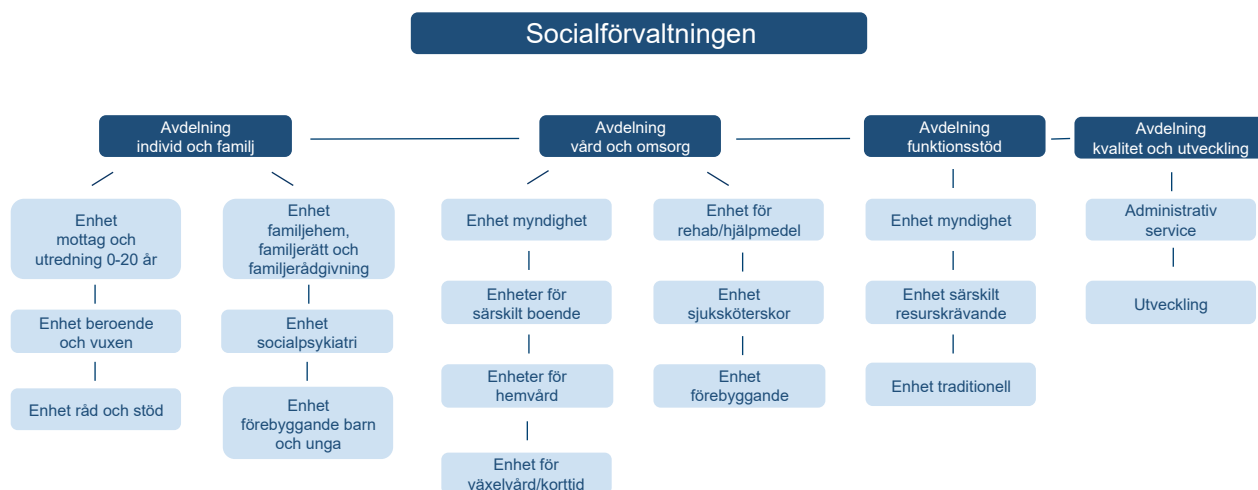 Socialförvaltningen
Avdelning
individ och familj
Avdelning
vård och omsorg
Avdelning
funktionsstöd
Avdelning
kvalitet och utveckling
Enhet
mottag och
utredning 0-20 år
Enhet beroende
och vuxen
Enhet råd och stöd
Enhet
familjehem,
familjerätt och
familjerådgivning
Enhet
socialpsykiatri
Enhet
förebyggande barn
och unga
Enhet myndighet
Enheter för
särskilt boende
Enheter för
hemvård
Enhet för
växelvård/korttid
Enhet för
rehab/hjälpmedel
Enhet
sjuksköterskor
Enhet
förebyggande
Enhet myndighet
Enhet särskilt
resurskrävande
Enhet traditionell
Administrativ
service
Utveckling